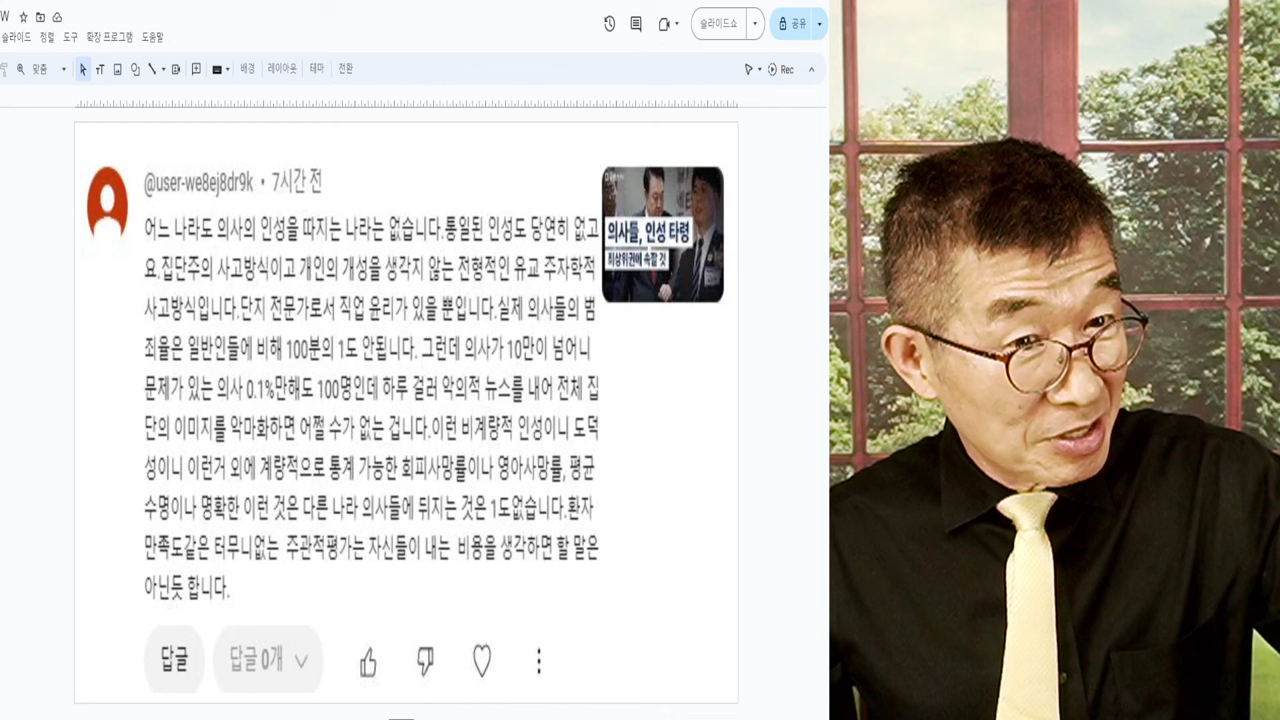 W
슬라이드 정렬 도구 확장 프로그램 도움말
슬라이드쇼
공유
맞춤
배경 레이아웃 테마 전환
Rec
@user-we8ej8dr9k • 7시간 전
어느 나라도 의사의 인성을 따지는 나라는 없습니다.통일된 인성도 당연히 없고
요.집단주의 사고방식이고 개인의 개성을 생각지 않는 전형적인 유교 주자학적
사고방식입니다.단지 전문가로서 직업 윤리가 있을 뿐입니다.실제 의사들의 범
죄율은 일반인들에 비해 100분의 1도 안됩니다. 그런데 의사가 10만이 넘어니
문제가 있는 의사 0.1%만해도 100명인데 하루 걸러 악의적 뉴스를 내어 전체 집
단의 이미지를 악마화하면 어쩔 수가 없는 겁니다.이런 비계량적 인성이니 도덕
성이니 이런거 외에 계량적으로 통계 가능한 회피사망률이나 영아사망률, 평균
수명이나 명확한 이런 것은 다른 나라 의사들에 뒤지는 것은 1도없습니다.환자
만족도같은 터무니없는 주관적평가는 자신들이 내는 비용을 생각하면 할 말은
아닌듯 합니다.
의사들, 인성 타령
최상위권에 속할 것
답글
답글 0개